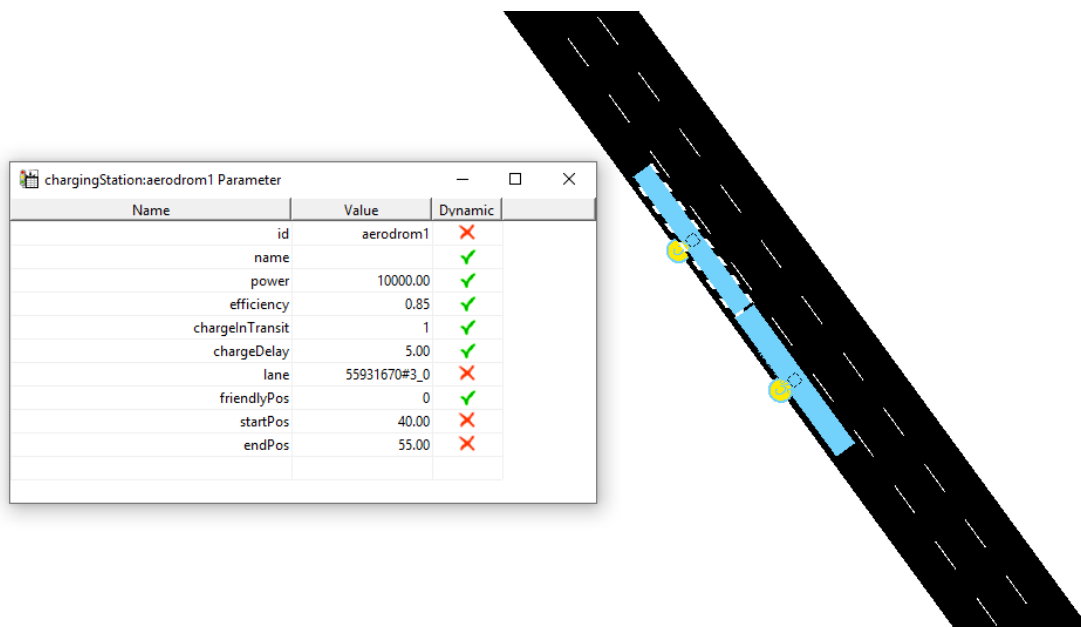 chargingStation:aerodrom1 Parameter
Name Value Dynamic
id aerodrom1
name
power 10000.00
efficiency 0.85
chargeInTransit 1
chargeDelay 5.00
lane 55931670#3_0
friendlyPos 0
startPos 40.00
endPos 55.00